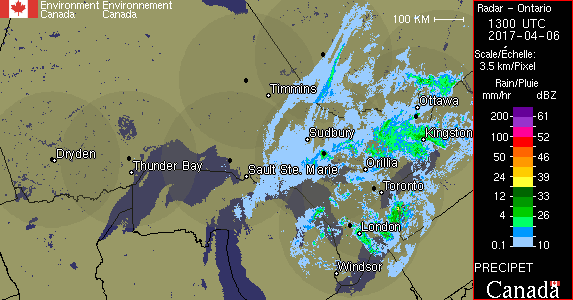 Environment Environnement
Canada Canada
100 KM
Radar - Ontario
1300 UTC
2017-04-06
Scale/Échelle:
3.5 km/Pixel
Rain/Pluie
mm/hr dBZ
200 61
100 52
50 46
24 39
12 33
4 26
1 18
0.1 10
PRECIPET
Canada
Timmins
Ottawa
Sudbury
Kingston
Dryden
Thunder Bay
Sault Ste. Marie
Orillia
Toronto
London
Windsor